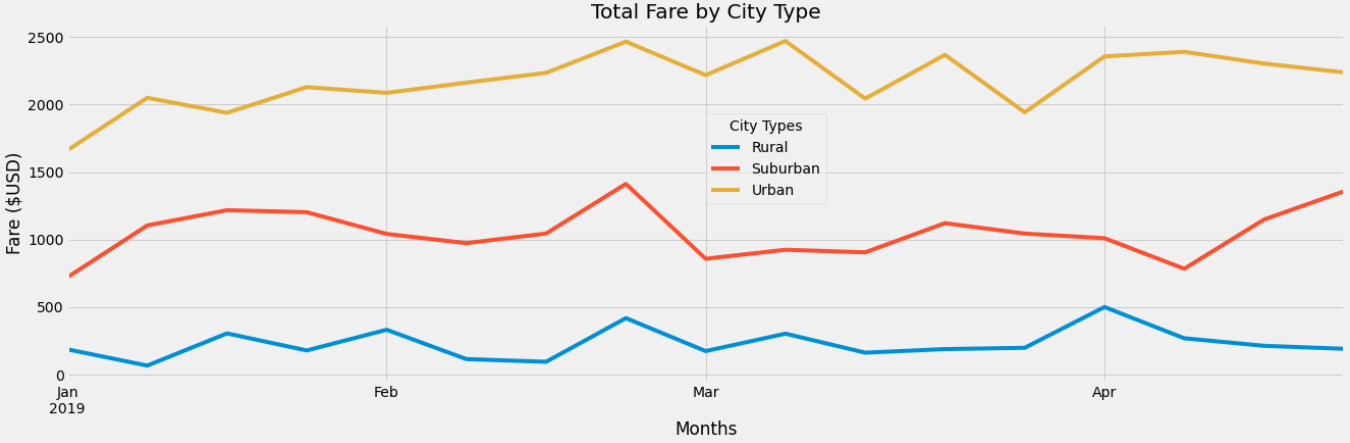 Total Fare by City Type
Fare ($USD)
2500
2000
1500
1000
500
0
City Types
Rural
Suburban
Urban
Jan Feb Mar Apr
2019
Months